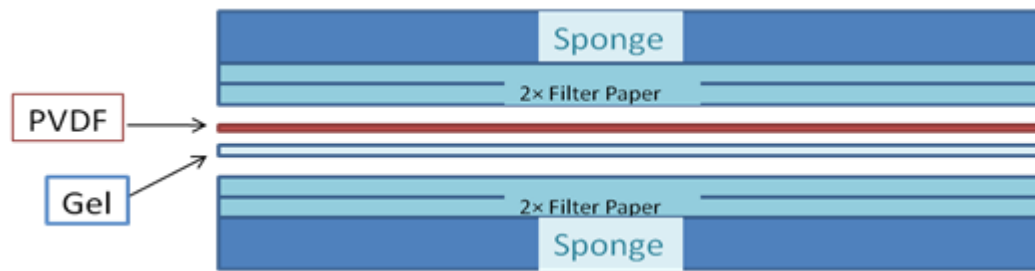 Sponge
2× Filter Paper
PVDF
Gel
2× Filter Paper
Sponge